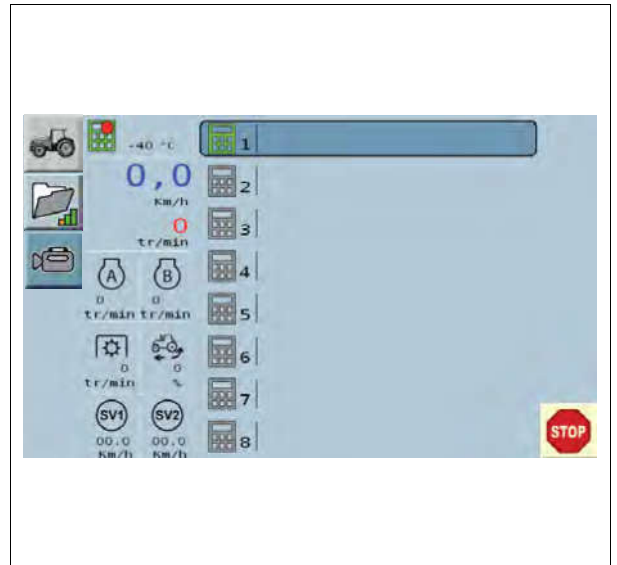 -40 °C
0,0
Km/h
0
tr/min
A B
0 0
tr/min tr/min
0 0
tr/min %
SV1 SV2
00.0 00.0
Km/h Km/h
1
2
3
4
5
6
7
8
STOP